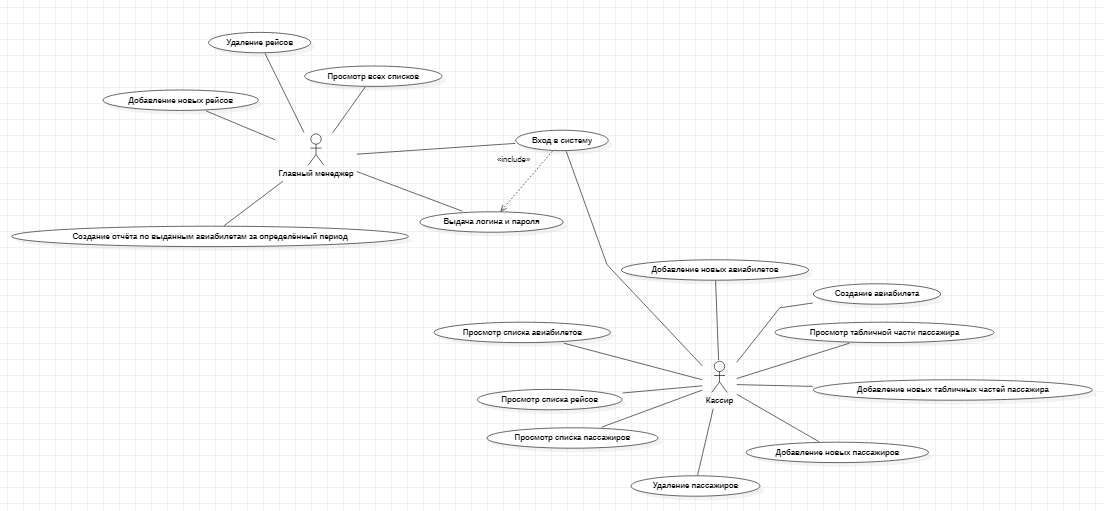 Удаление рейсов
Просмотр всех списков
Добавление новых рейсов
Вход в систему
«include»
Главный менеджер
Выдача логина и пароля
Создание отчёта по выданным авиабилетам за определённый период
Добавление новых авиабилетов
Создание авиабилета
Просмотр списка авиабилетов
Просмотр табличной части пассажира
Добавление новых табличных частей пассажира
Просмотр списка рейсов
Кассир
Просмотр списка пассажиров
Добавление новых пассажиров
Удаление пассажиров